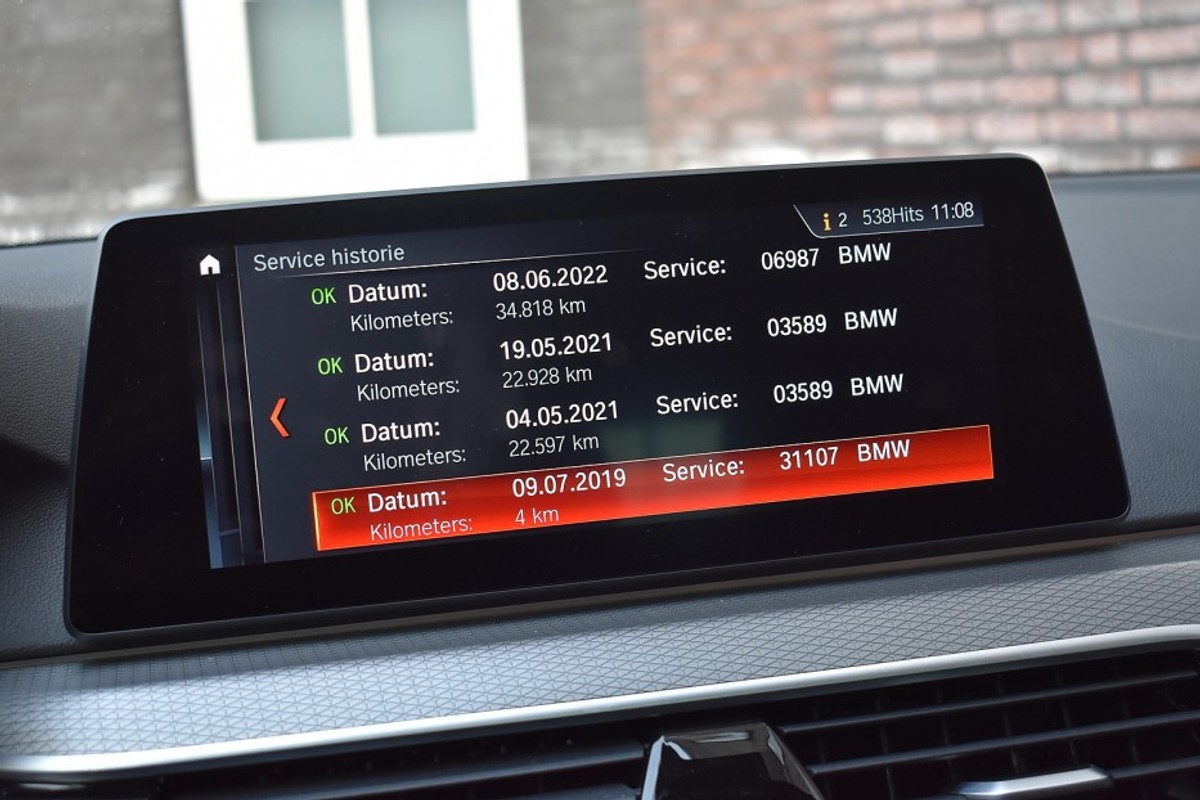 i 2 538Hits 11:08
Service historie
OK Datum: 08.06.2022 Service: 06987 BMW
Kilometers: 34.818 km
OK Datum: 19.05.2021 Service: 03589 BMW
Kilometers: 22.928 km
OK Datum: 04.05.2021 Service: 03589 BMW
Kilometers: 22.597 km
OK Datum: 09.07.2019 Service: 31107 BMW
Kilometers: 4 km